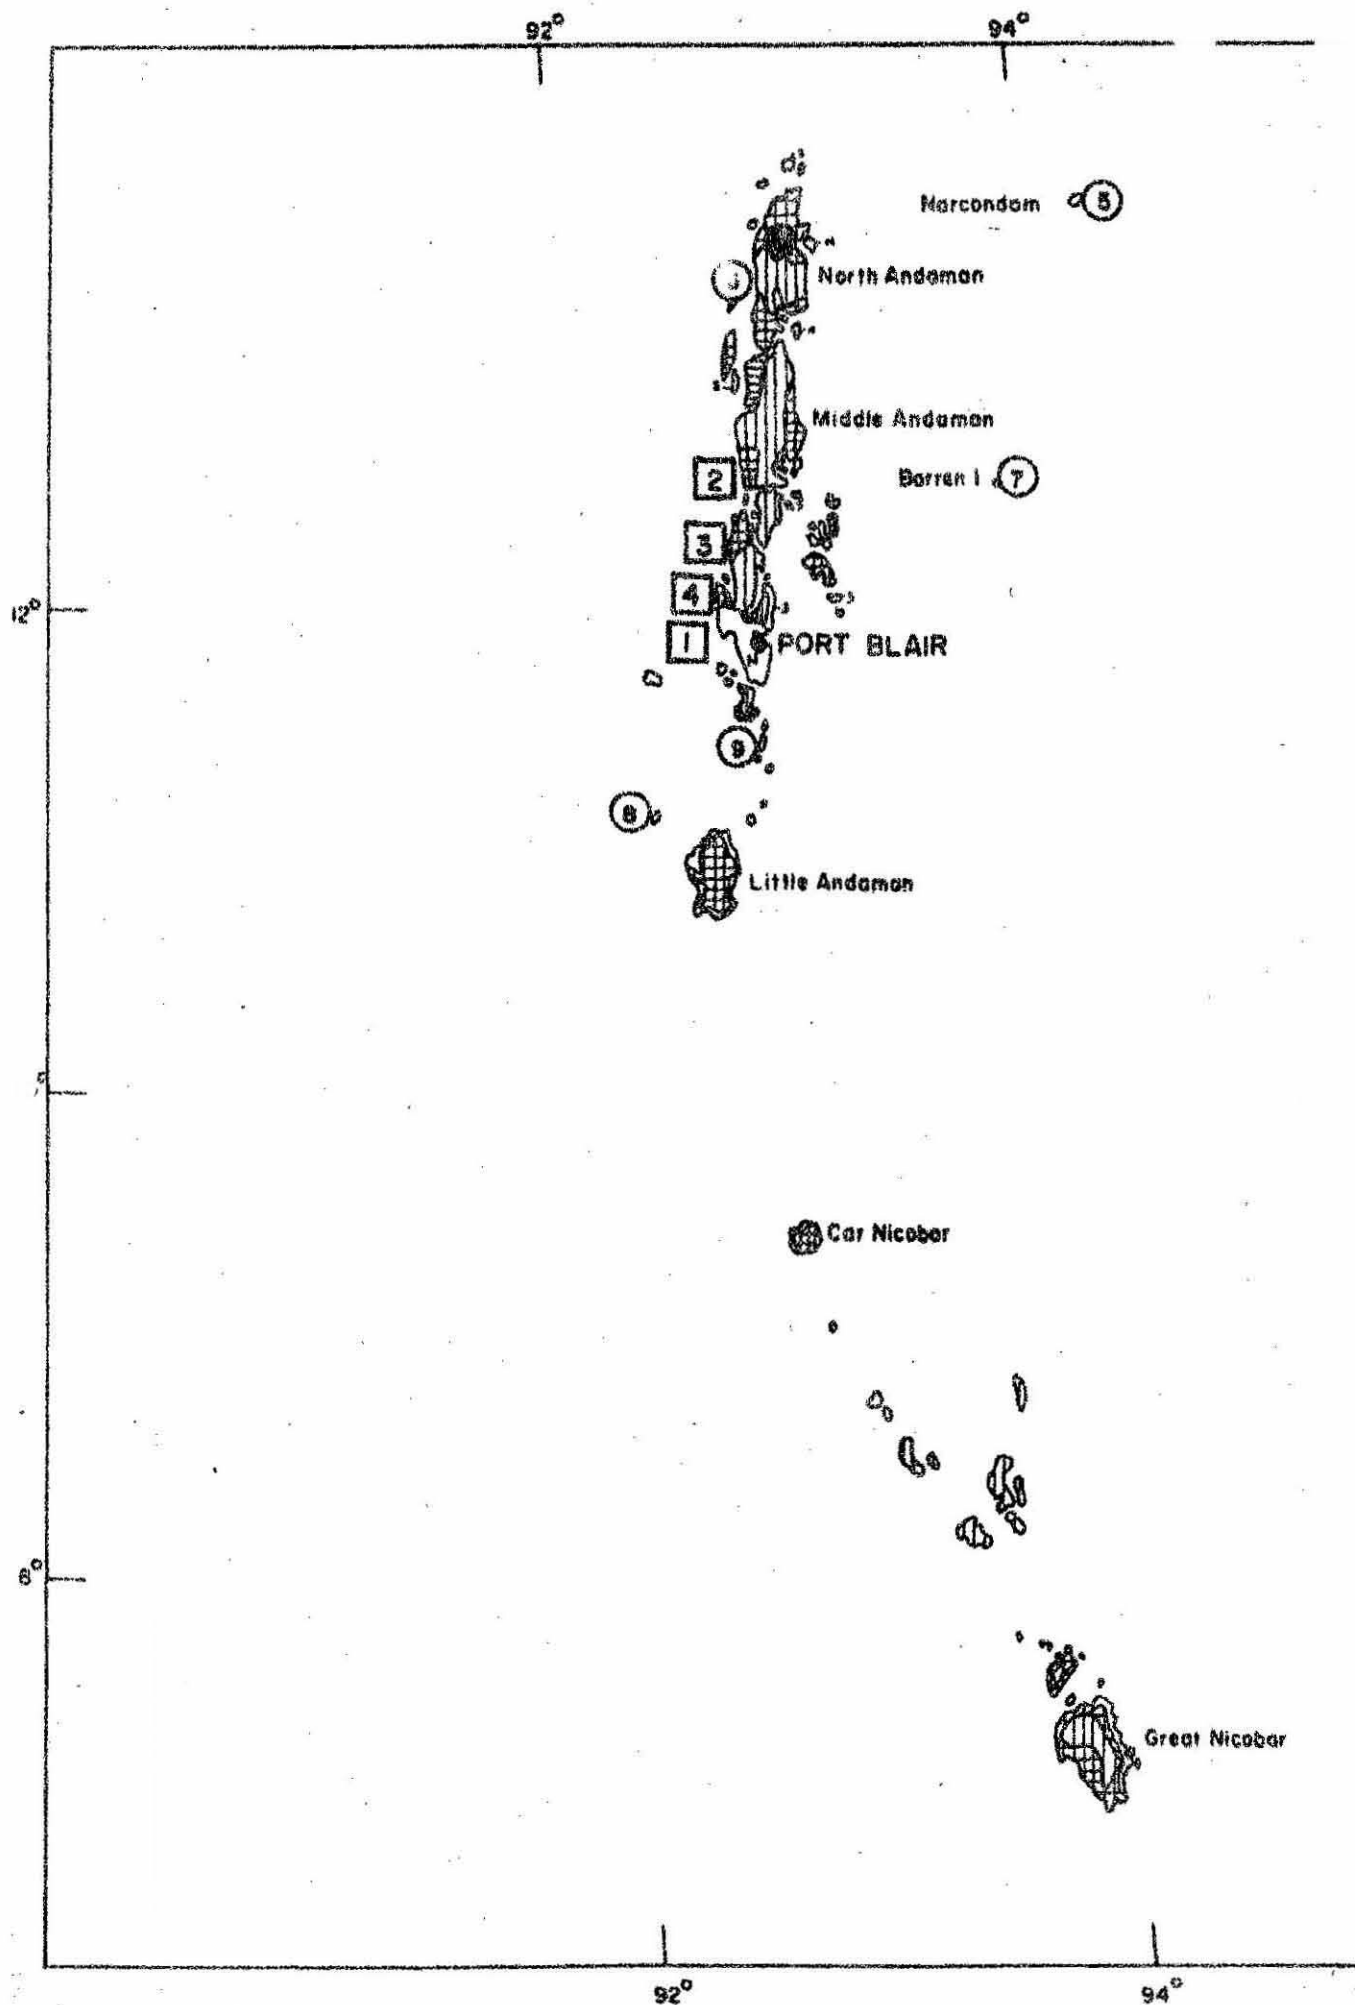 92° 94°
Narcondam 5
North Andaman
Middle Andaman
2 Barren I 7
3
12° 4
1 PORT BLAIR
9
8
Little Andaman
Car Nicobar
8°
Great Nicobar
92° 94°